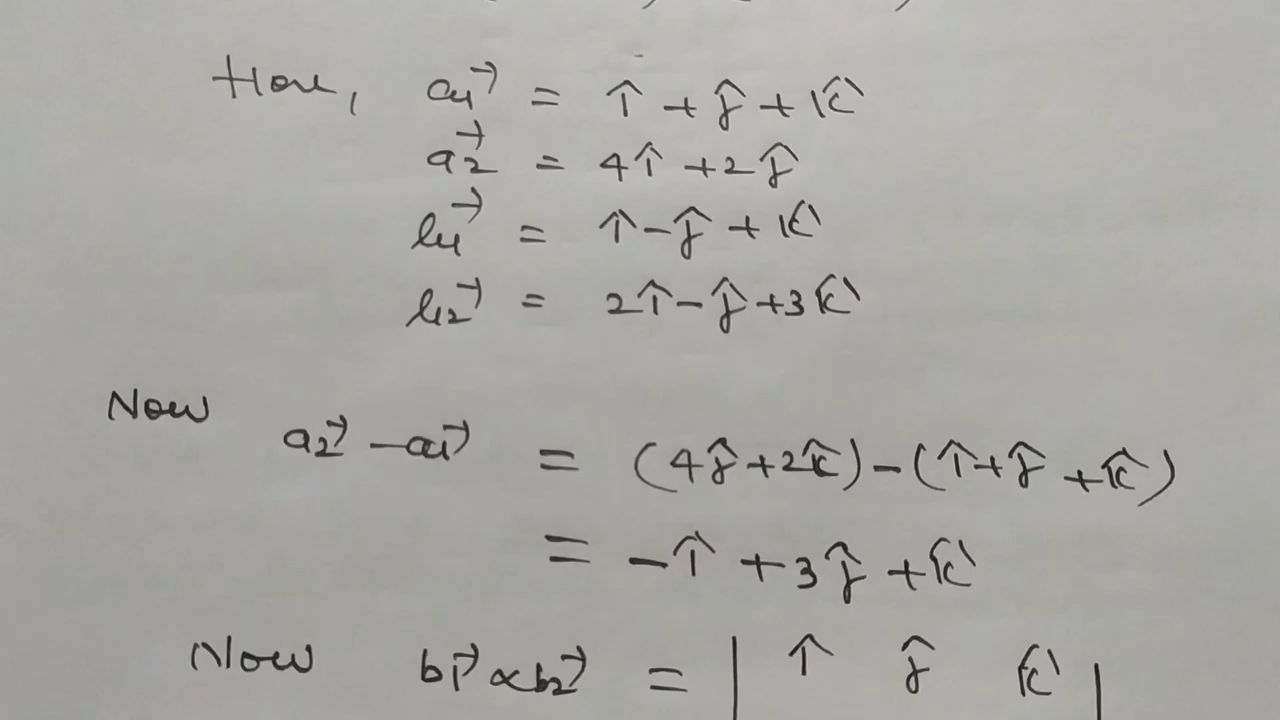 Here, a₁⃗ = î + ĵ + k̂
a₂⃗ = 4î + 2ĵ
b₁⃗ = î - ĵ + k̂
b₂⃗ = 2î - ĵ + 3k̂
Now a₂⃗ - a₁⃗ = (4ĵ + 2k̂) - (î + ĵ + k̂)
= -î + 3ĵ + k̂
Now b₁⃗ × b₂⃗ = | î ĵ k̂ |